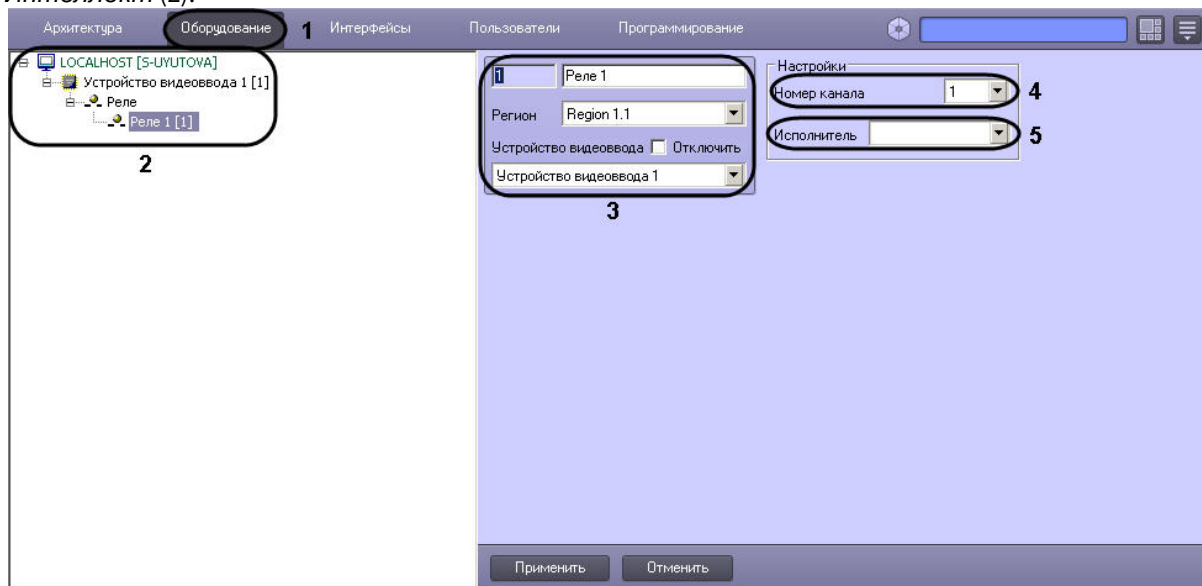 Интеллект (2).
Архитектура Оборудование 1 Интерфейсы Пользователи Программирование
LOCALHOST [S-UYUTOVA]
Устройство видеоввода 1 [1]
Реле
Реле 1 [1]
2
1 Реле 1
Регион Region 1.1
Устройство видеоввода Отключить
Устройство видеоввода 1
3
Настройки
Номер канала 1 4
Исполнитель 5
Применить Отменить